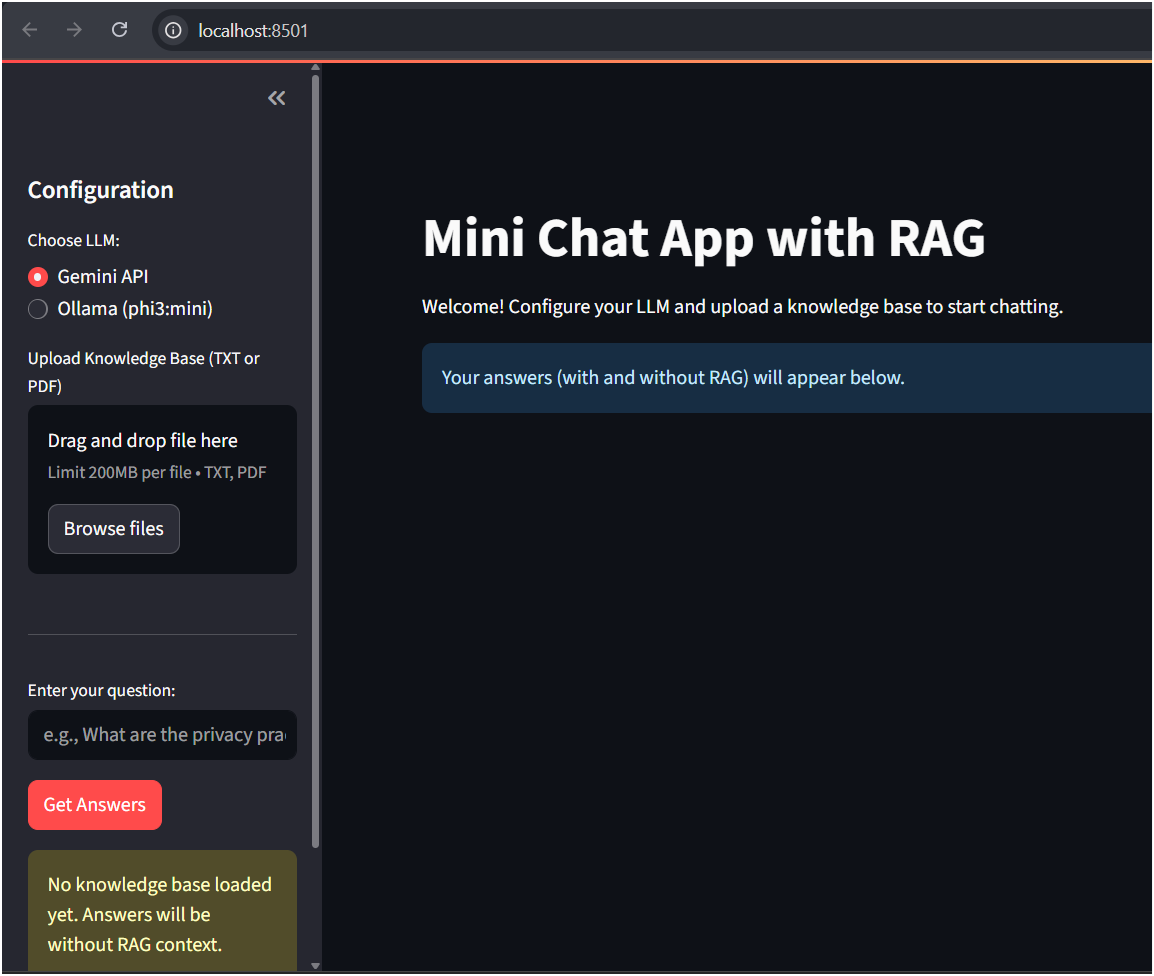 localhost:8501
Configuration
Choose LLM:
Gemini API
Ollama (phi3:mini)
Upload Knowledge Base (TXT or
PDF)
Drag and drop file here
Limit 200MB per file • TXT, PDF
Browse files
Enter your question:
e.g., What are the privacy pra
Get Answers
No knowledge base loaded
yet. Answers will be
without RAG context.
Mini Chat App with RAG
Welcome! Configure your LLM and upload a knowledge base to start chatting.
Your answers (with and without RAG) will appear below.